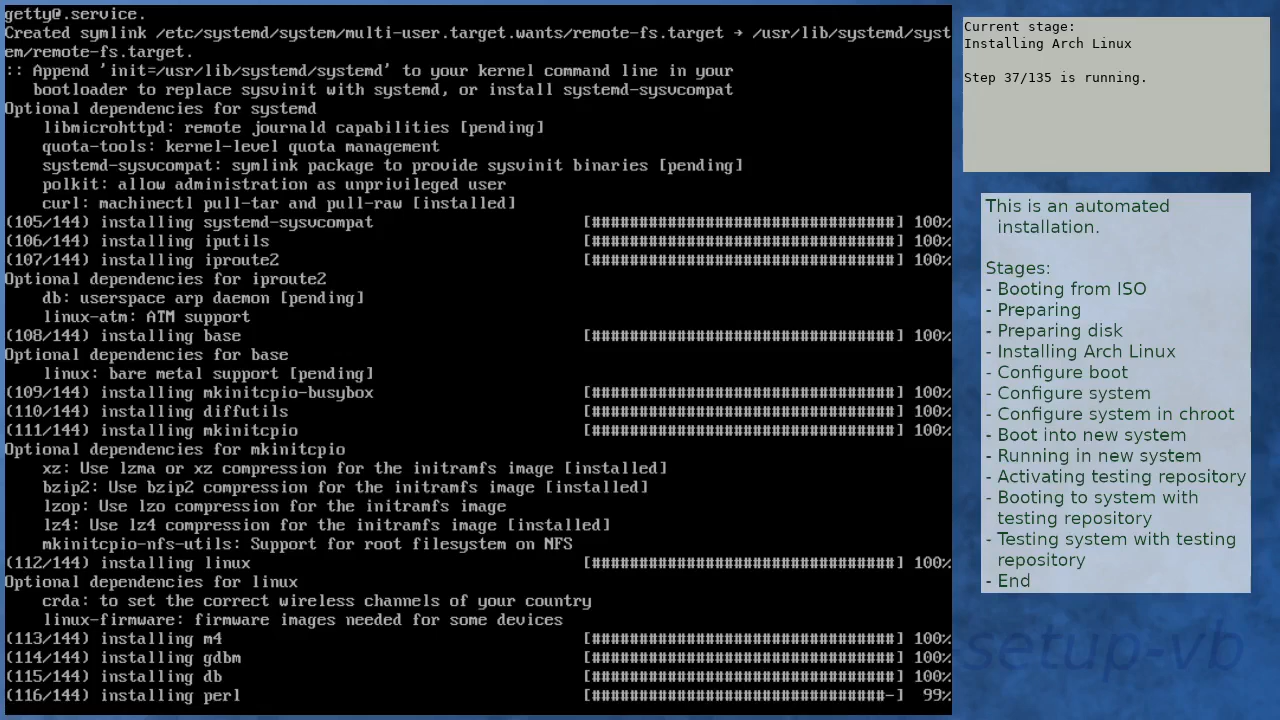 getty@.service.
Created symlink /etc/systemd/system/multi-user.target.wants/remote-fs.target → /usr/lib/systemd/syst
em/remote-fs.target.
:: Append 'init=/usr/lib/systemd/systemd' to your kernel command line in your
   bootloader to replace sysvinit with systemd, or install systemd-sysvcompat
Optional dependencies for systemd
    libmicrohttpd: remote journald capabilities [pending]
    quota-tools: kernel-level quota management
    systemd-sysvcompat: symlink package to provide sysvinit binaries [pending]
    polkit: allow administration as unprivileged user
    curl: machinectl pull-tar and pull-raw [installed]
(105/144) installing systemd-sysvcompat [################################] 100%
(106/144) installing iputils [################################] 100%
(107/144) installing iproute2 [################################] 100%
Optional dependencies for iproute2
    db: userspace arp daemon [pending]
    linux-atm: ATM support
(108/144) installing base [################################] 100%
Optional dependencies for base
    linux: bare metal support [pending]
(109/144) installing mkinitcpio-busybox [################################] 100%
(110/144) installing diffutils [################################] 100%
(111/144) installing mkinitcpio [################################] 100%
Optional dependencies for mkinitcpio
    xz: Use lzma or xz compression for the initramfs image [installed]
    bzip2: Use bzip2 compression for the initramfs image [installed]
    lzop: Use lzo compression for the initramfs image
    lz4: Use lz4 compression for the initramfs image [installed]
    mkinitcpio-nfs-utils: Support for root filesystem on NFS
(112/144) installing linux [################################] 100%
Optional dependencies for linux
    crda: to set the correct wireless channels of your country
    linux-firmware: firmware images needed for some devices
(113/144) installing m4 [################################] 100%
(114/144) installing gdbm [################################] 100%
(115/144) installing db [################################] 100%
(116/144) installing perl [###############################-] 99%
Current stage:
Installing Arch Linux
Step 37/135 is running.
This is an automated
installation.
Stages:
- Booting from ISO
- Preparing
- Preparing disk
- Installing Arch Linux
- Configure boot
- Configure system
- Configure system in chroot
- Boot into new system
- Running in new system
- Activating testing repository
- Booting to system with
testing repository
- Testing system with testing
repository
- End
setup-vb